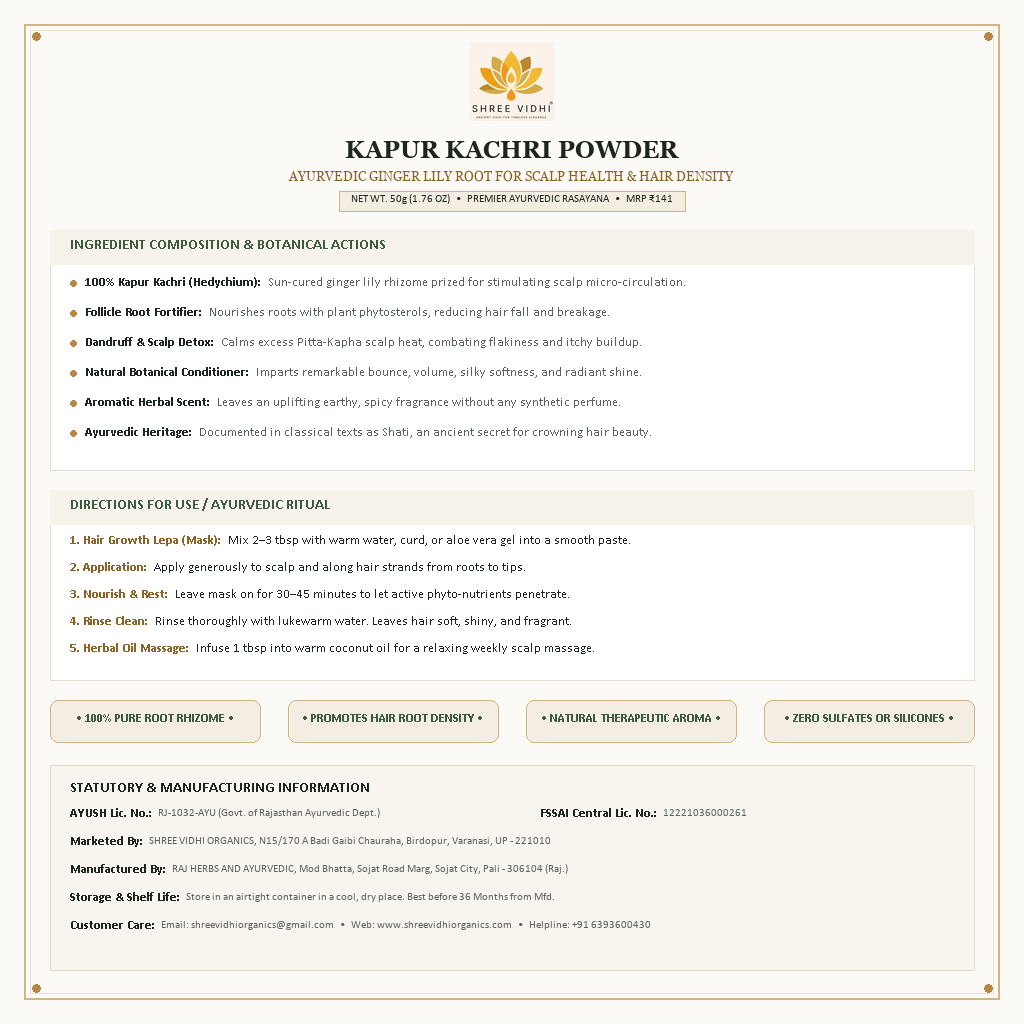 SHREE VIDHI
ANCIENT VIDHI FOR TIMELESS ELEGANCE
KAPUR KACHRI POWDER
AYURVEDIC GINGER LILY ROOT FOR SCALP HEALTH & HAIR DENSITY
NET WT. 50g (1.76 OZ) • PREMIER AYURVEDIC RASAYANA • MRP ₹141
INGREDIENT COMPOSITION & BOTANICAL ACTIONS
100% Kapur Kachri (Hedychium): Sun-cured ginger lily rhizome prized for stimulating scalp micro-circulation.
Follicle Root Fortifier: Nourishes roots with plant phytosterols, reducing hair fall and breakage.
Dandruff & Scalp Detox: Calms excess Pitta-Kapha scalp heat, combating flakiness and itchy buildup.
Natural Botanical Conditioner: Imparts remarkable bounce, volume, silky softness, and radiant shine.
Aromatic Herbal Scent: Leaves an uplifting earthy, spicy fragrance without any synthetic perfume.
Ayurvedic Heritage: Documented in classical texts as Shati, an ancient secret for crowning hair beauty.
DIRECTIONS FOR USE / AYURVEDIC RITUAL
1. Hair Growth Lepa (Mask): Mix 2–3 tbsp with warm water, curd, or aloe vera gel into a smooth paste.
2. Application: Apply generously to scalp and along hair strands from roots to tips.
3. Nourish & Rest: Leave mask on for 30–45 minutes to let active phyto-nutrients penetrate.
4. Rinse Clean: Rinse thoroughly with lukewarm water. Leaves hair soft, shiny, and fragrant.
5. Herbal Oil Massage: Infuse 1 tbsp into warm coconut oil for a relaxing weekly scalp massage.
• 100% PURE ROOT RHIZOME •
• PROMOTES HAIR ROOT DENSITY •
• NATURAL THERAPEUTIC AROMA •
• ZERO SULFATES OR SILICONES •
STATUTORY & MANUFACTURING INFORMATION
AYUSH Lic. No.: RJ-1032-AYU (Govt. of Rajasthan Ayurvedic Dept.)
FSSAI Central Lic. No.: 12221036000261
Marketed By: SHREE VIDHI ORGANICS, N15/170 A Badi Gaibi Chauraha, Birdopur, Varanasi, UP - 221010
Manufactured By: RAJ HERBS AND AYURVEDIC, Mod Bhatta, Sojat Road Marg, Sojat City, Pali - 306104 (Raj.)
Storage & Shelf Life: Store in an airtight container in a cool, dry place. Best before 36 Months from Mfd.
Customer Care: Email: shreevidhiorganics@gmail.com • Web: www.shreevidhiorganics.com • Helpline: +91 6393600430